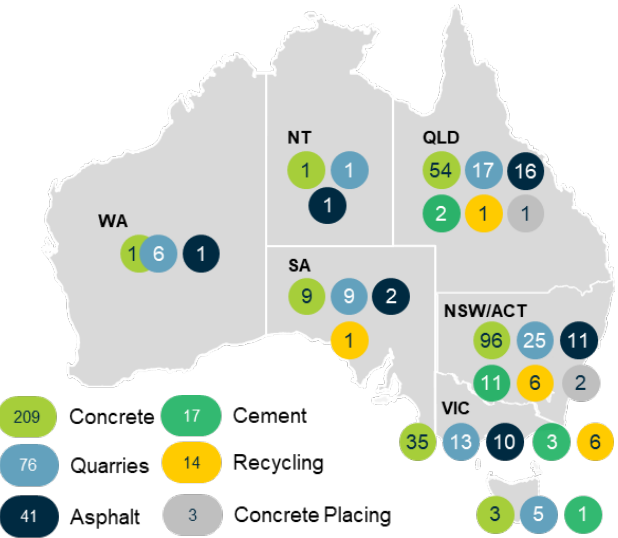 NT
1 1
1
QLD
54 17 16
2 1 1
WA
1 6 1
SA
9 9 2
1
NSW/ACT
96 25 11
11 6 2
VIC
35 13 10 3 6
3 5 1
209 Concrete 17 Cement
76 Quarries 14 Recycling
41 Asphalt 3 Concrete Placing